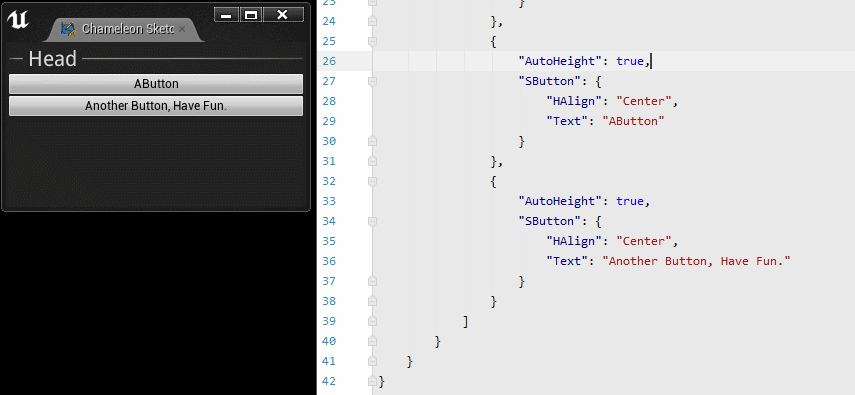 Chameleon Sketc
Head
AButton
Another Button, Have Fun.
23 }
24 },
25 {
26 "AutoHeight": true,
27 "SButton": {
28 "HAlign": "Center",
29 "Text": "AButton"
30 }
31 },
32 {
33 "AutoHeight": true,
34 "SButton": {
35 "HAlign": "Center",
36 "Text": "Another Button, Have Fun."
37 }
38 }
39 ]
40 }
41 }
42 }